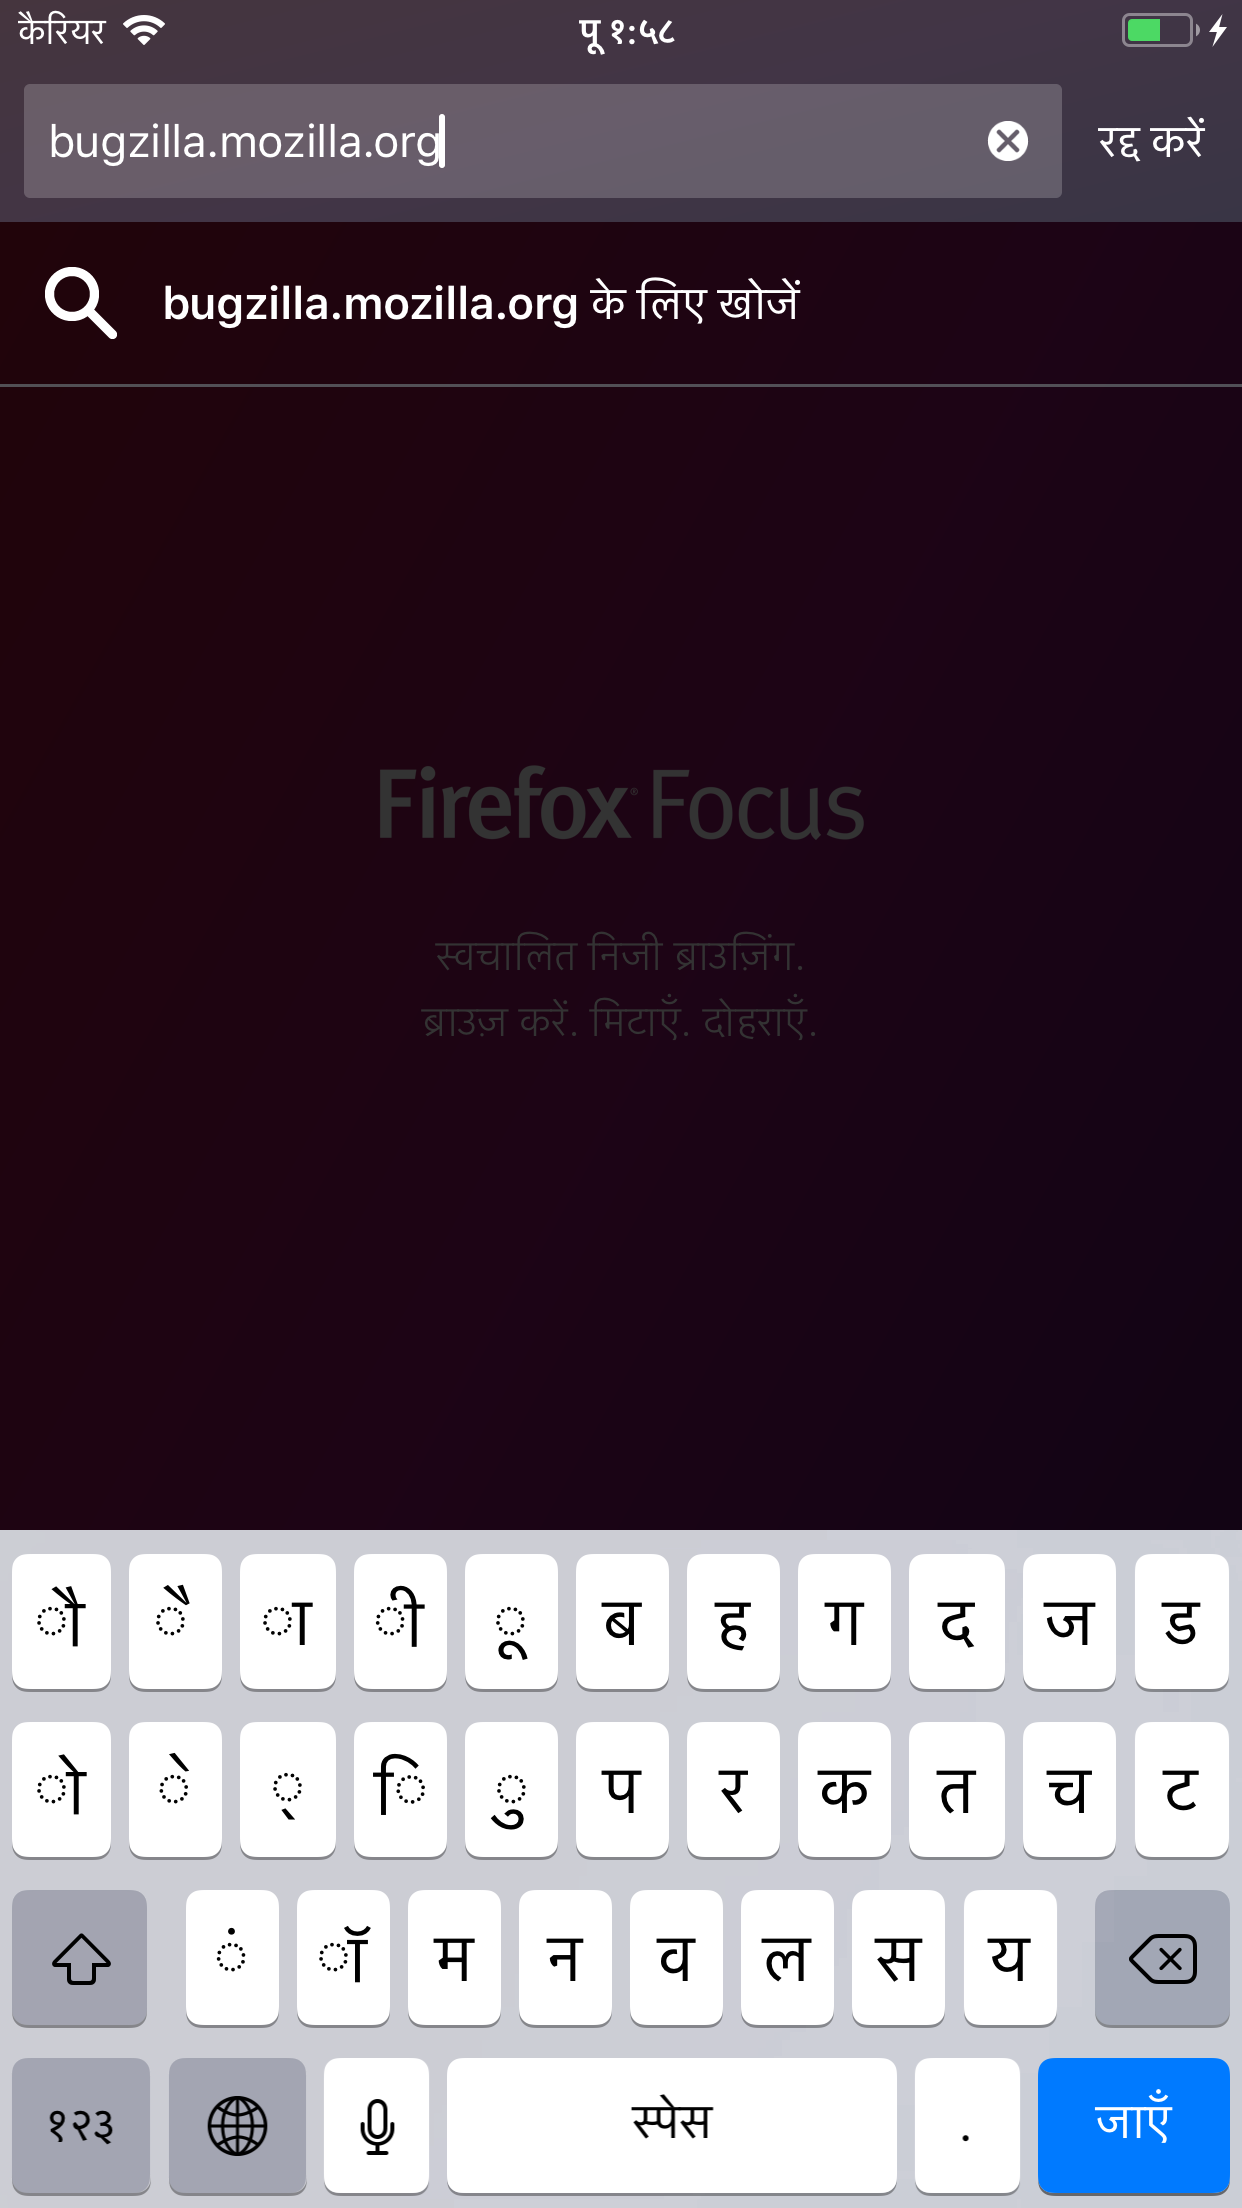 कैरियर पू १:५८
bugzilla.mozilla.org रद्द करें
bugzilla.mozilla.org के लिए खोजें
Firefox® Focus
स्वचालित निजी ब्राउज़िंग.
ब्राउज़ करें. मिटाएँ. दोहराएँ.
ौ ै ा ी ू ब ह ग द ज ड
ो े ् ि ु प र क त च ट
ं ॉ म न व ल स य
१२३ स्पेस . जाएँ